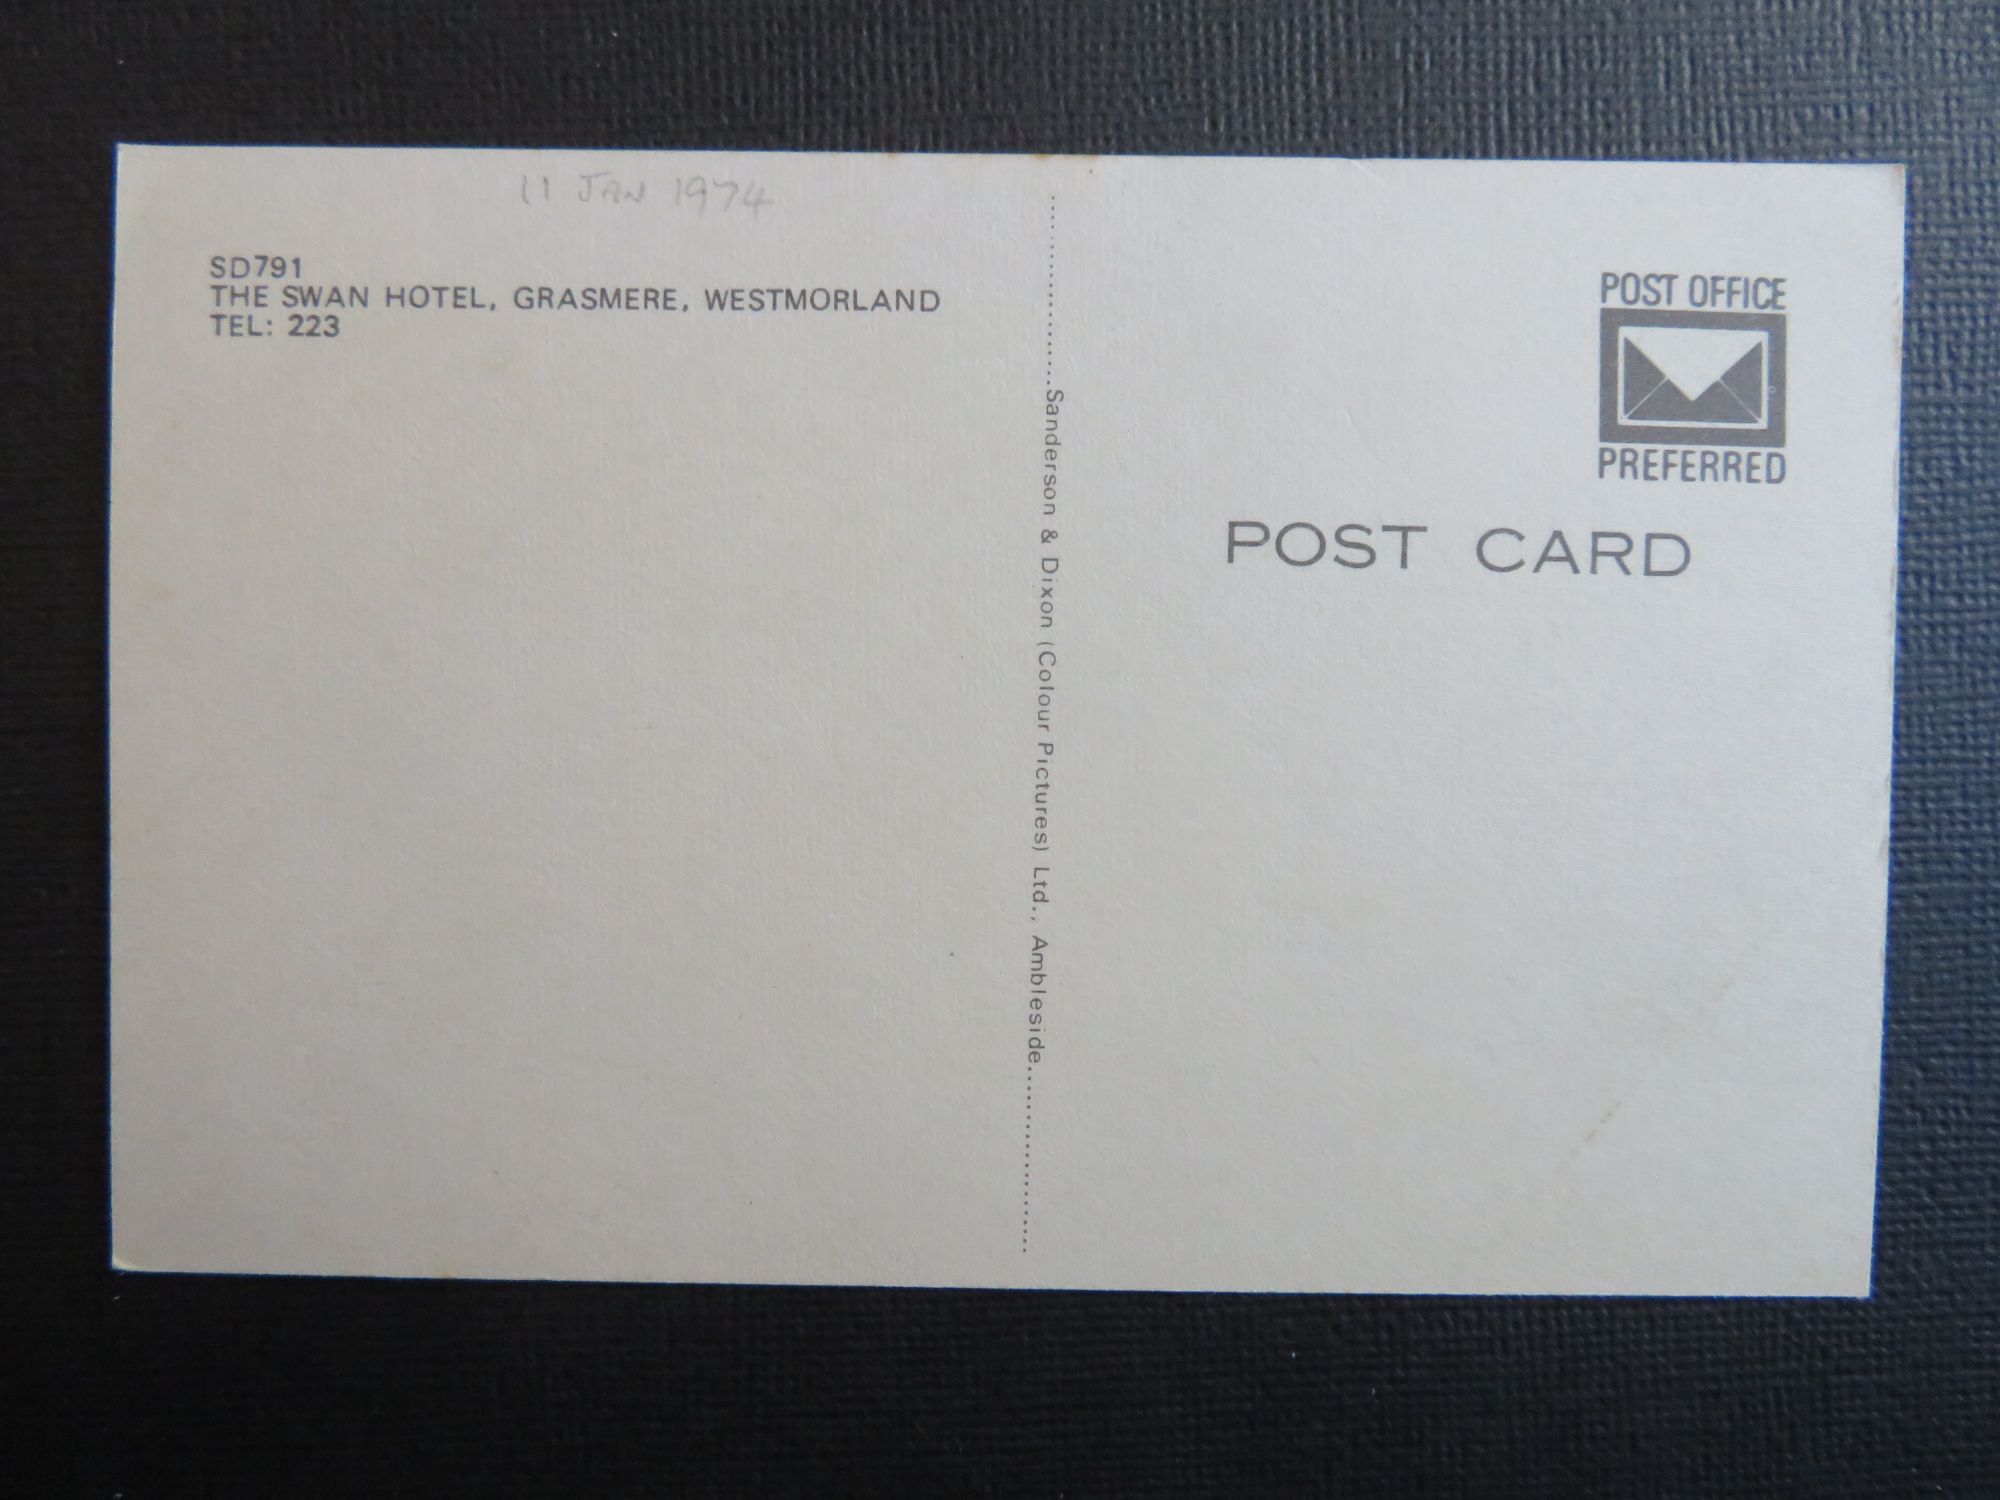 11 JAN 1974
SD791
THE SWAN HOTEL, GRASMERE, WESTMORLAND
TEL: 223
Sanderson & Dixon (Colour Pictures) Ltd., Ambleside
POST OFFICE
PREFERRED
POST CARD